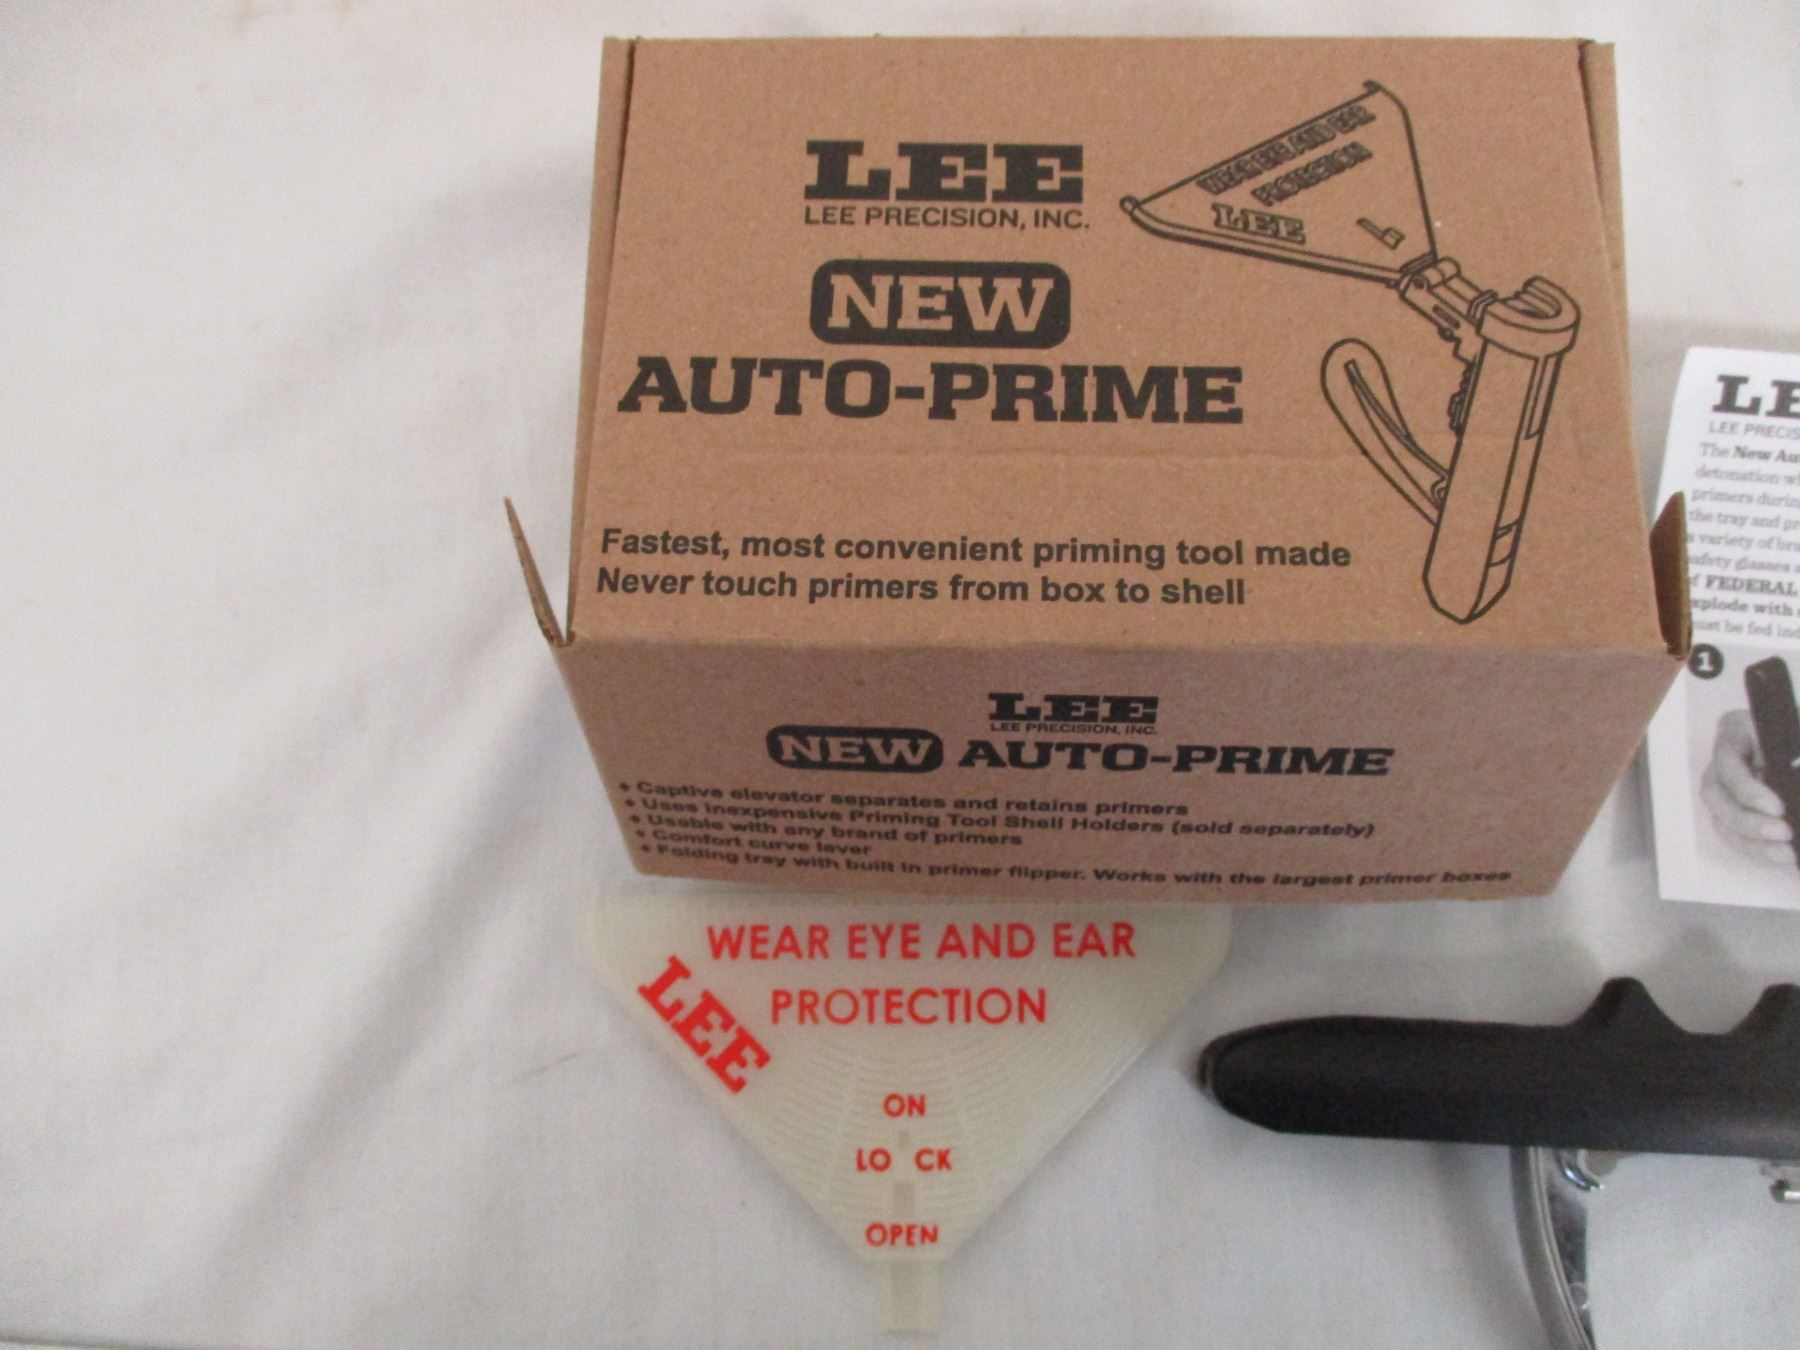 LEE
LEE PRECISION, INC.
NEW
AUTO-PRIME
WEAR EYE AND EAR
PROTECTION
LEE
Fastest, most convenient priming tool made
Never touch primers from box to shell
LEE
LEE PRECISION, INC.
NEW AUTO-PRIME
• Captive elevator separates and retains primers
• Uses inexpensive Priming Tool Shell Holders (sold separately)
• Useble with any brand of primers
• Comfort curve lever
• Folding tray with built in primer flipper. Works with the largest primer boxes
WEAR EYE AND EAR
PROTECTION
LEE
ON
LO CK
OPEN
LE
LEE PRECIS
The New Au
detonation w
primers durin
the tray and pr
variety of bra
safety glasses a
of FEDERAL
explode with
must be fed ind
1